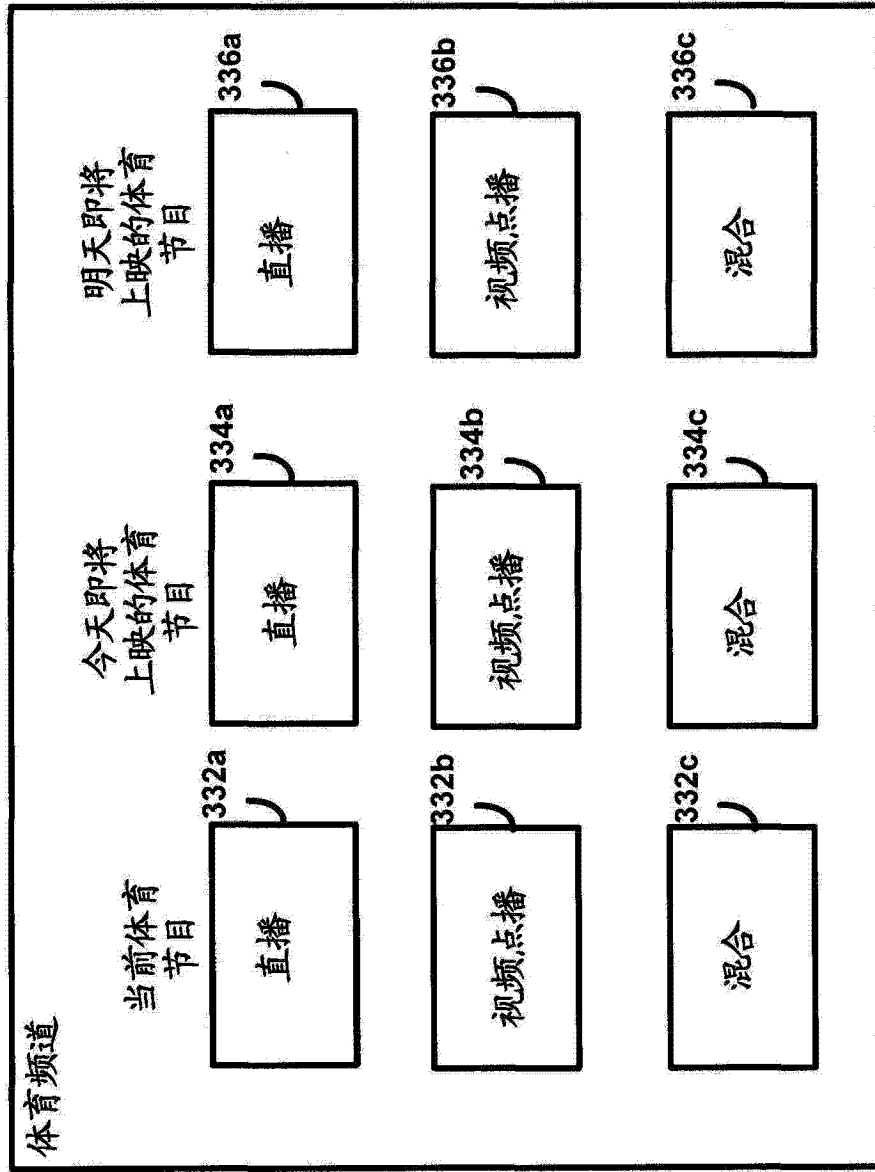 体育频道
当前体育
节目
今天即将
上映的体育
节目
明天即将
上映的体育
节目
332a
直播
334a
直播
336a
直播
332b
视频点播
334b
视频点播
336b
视频点播
332c
混合
334c
混合
336c
混合